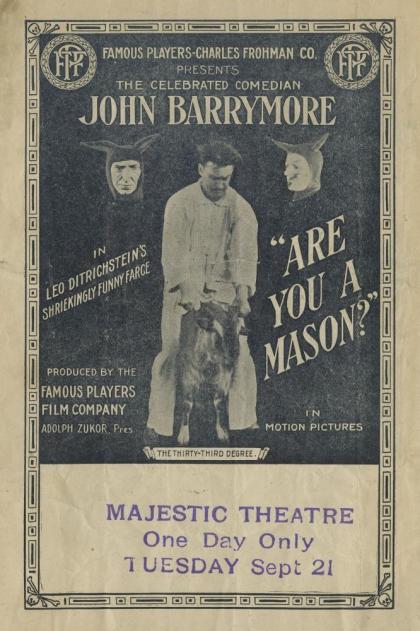 FPF
FPF
FAMOUS PLAYERS-CHARLES FROHMAN CO.
PRESENTS
THE CELEBRATED COMEDIAN
JOHN BARRYMORE
IN
LEO DITRICHSTEIN'S
SHRIEKINGLY FUNNY FARCE
"ARE
YOU A
MASON?"
PRODUCED BY THE
FAMOUS PLAYERS
FILM COMPANY
ADOLPH ZUKOR, Pres.
IN
MOTION PICTURES
THE THIRTY-THIRD DEGREE.
MAJESTIC THEATRE
One Day Only
TUESDAY Sept 21